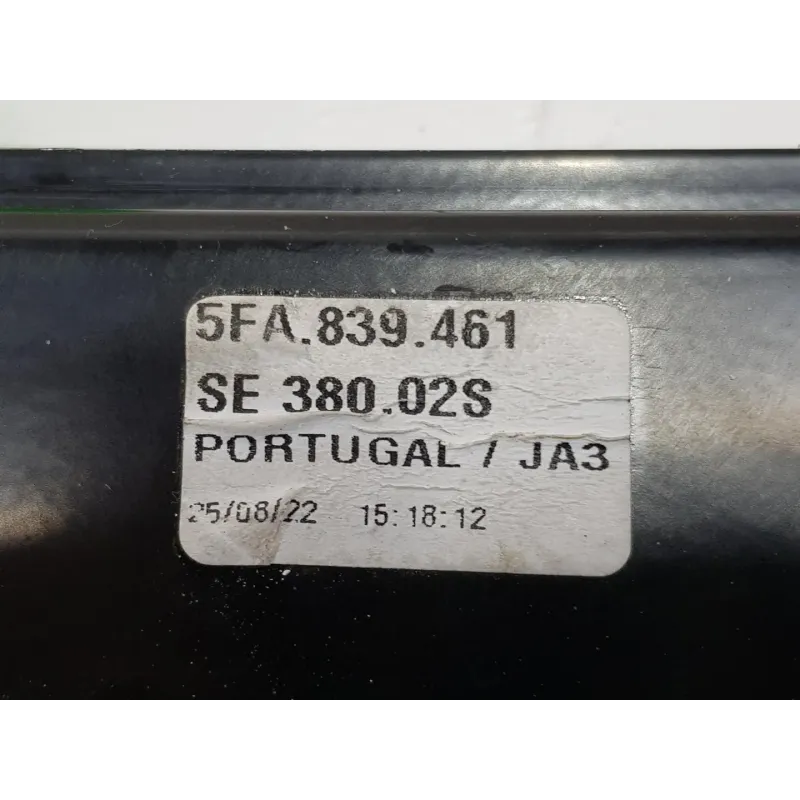 5FA.839.461
SE 380.02S
PORTUGAL / JA3
25/08/22 15:18:12